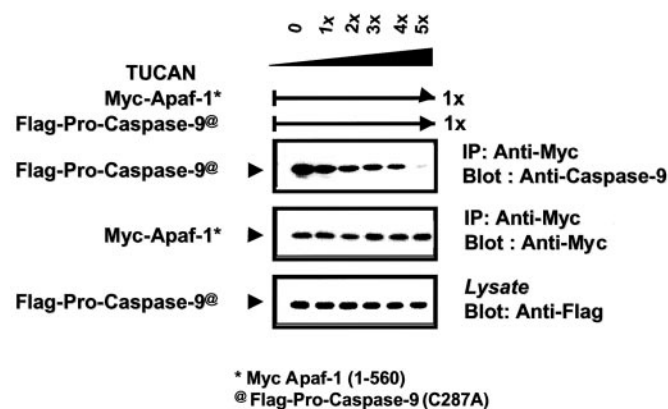 0 1x 2x 3x 4x 5x
TUCAN
Myc-Apaf-1* 1x
Flag-Pro-Caspase-9@ 1x
Flag-Pro-Caspase-9@ IP: Anti-Myc
Blot : Anti-Caspase-9
Myc-Apaf-1* IP: Anti-Myc
Blot : Anti-Myc
Flag-Pro-Caspase-9@ Lysate
Blot: Anti-Flag
* Myc Apaf-1 (1-560)
@ Flag-Pro-Caspase-9 (C287A)